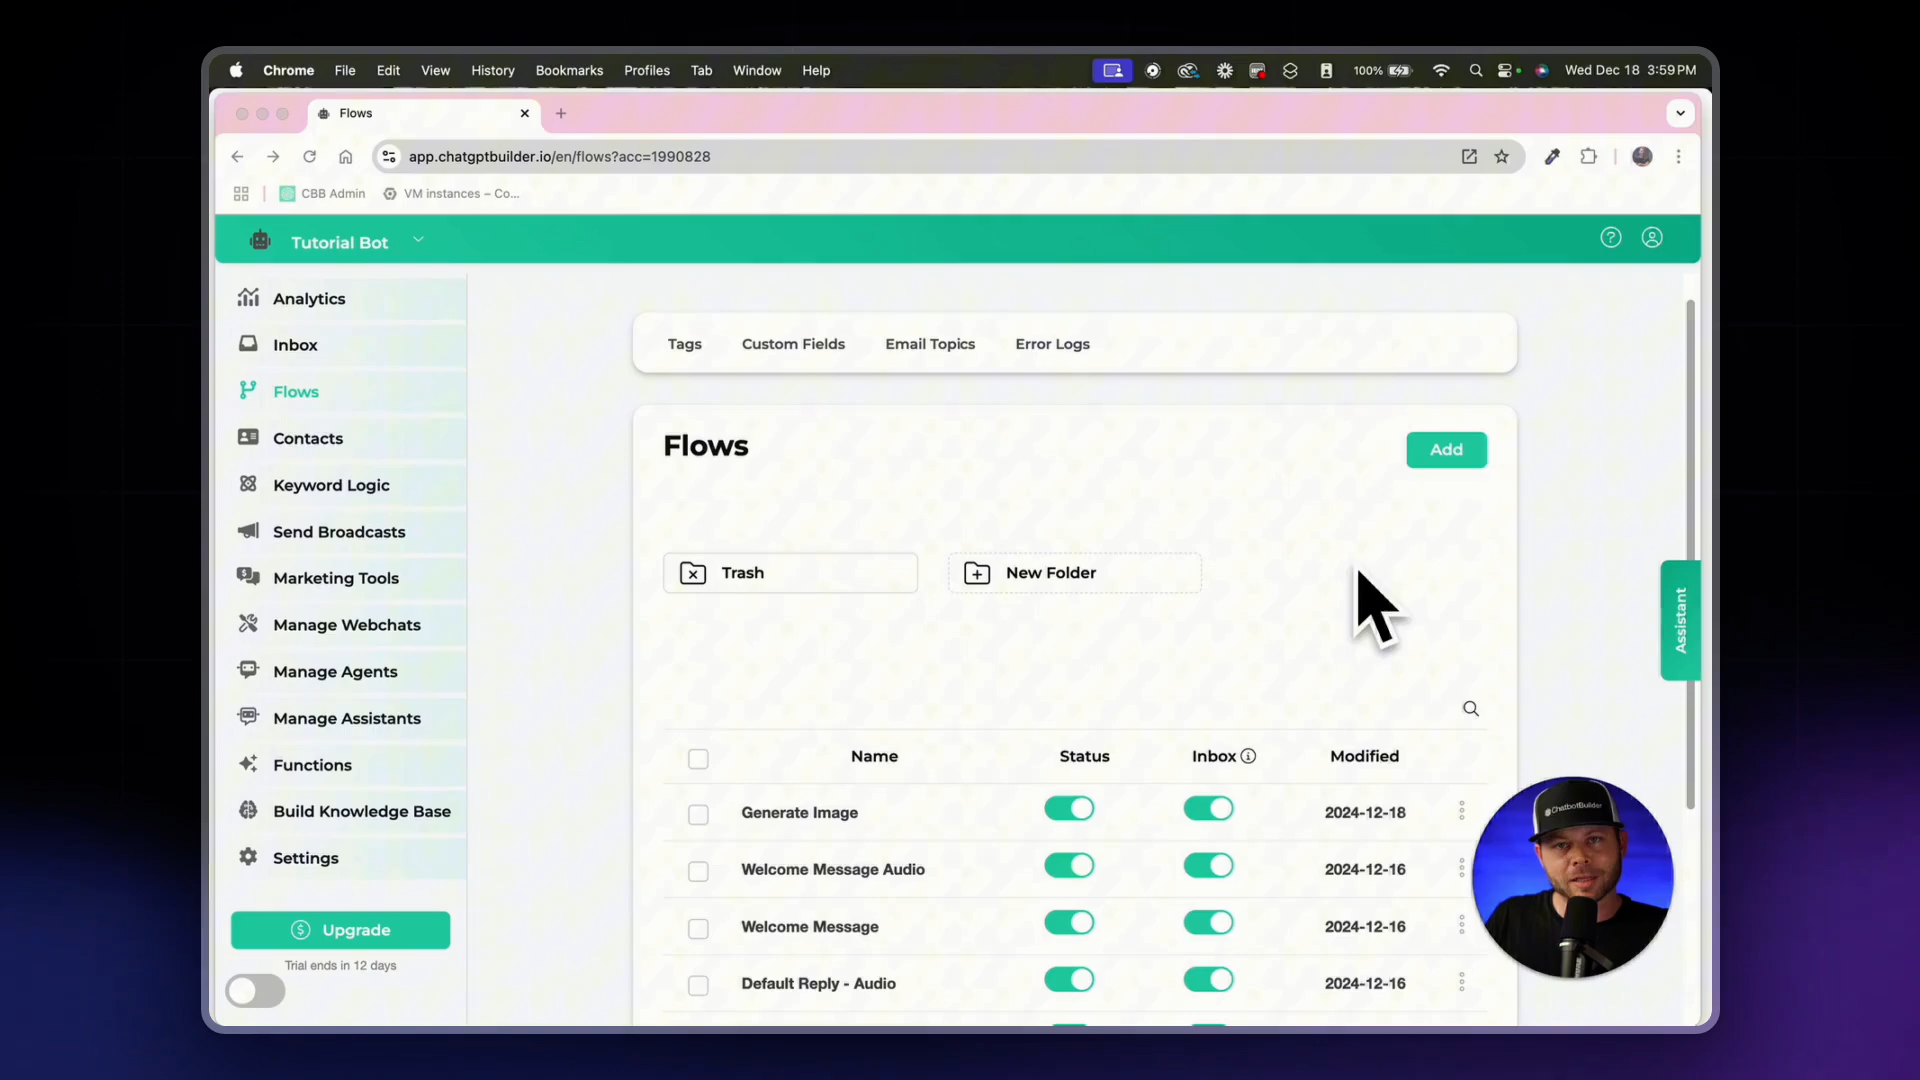 Chrome File Edit View History Bookmarks Profiles Tab Window Help 100% Wed Dec 18 3:59 PM
Flows
app.chatgptbuilder.io/en/flows?acc=1990828
CBB Admin VM instances – Co...
Tutorial Bot
Analytics
Inbox
Flows
Contacts
Keyword Logic
Send Broadcasts
Marketing Tools
Manage Webchats
Manage Agents
Manage Assistants
Functions
Build Knowledge Base
Settings
Upgrade
Trial ends in 12 days
Tags Custom Fields Email Topics Error Logs
Flows
Add
Trash New Folder
Name Status Inbox Modified
Generate Image 2024-12-18
Welcome Message Audio 2024-12-16
Welcome Message 2024-12-16
Default Reply - Audio 2024-12-16
Assistant
ChatbotBuilder